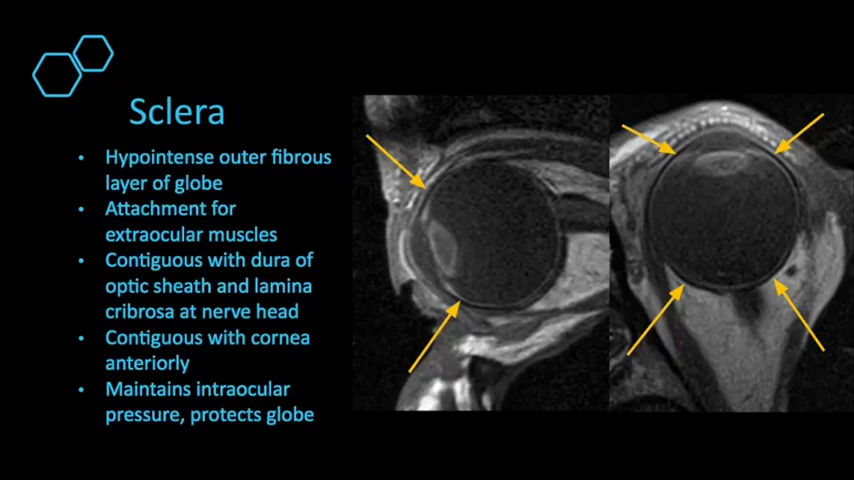 Sclera
• Hypointense outer fibrous
layer of globe
• Attachment for
extraocular muscles
• Contiguous with dura of
optic sheath and lamina
cribrosa at nerve head
• Contiguous with cornea
anteriorly
• Maintains intraocular
pressure, protects globe